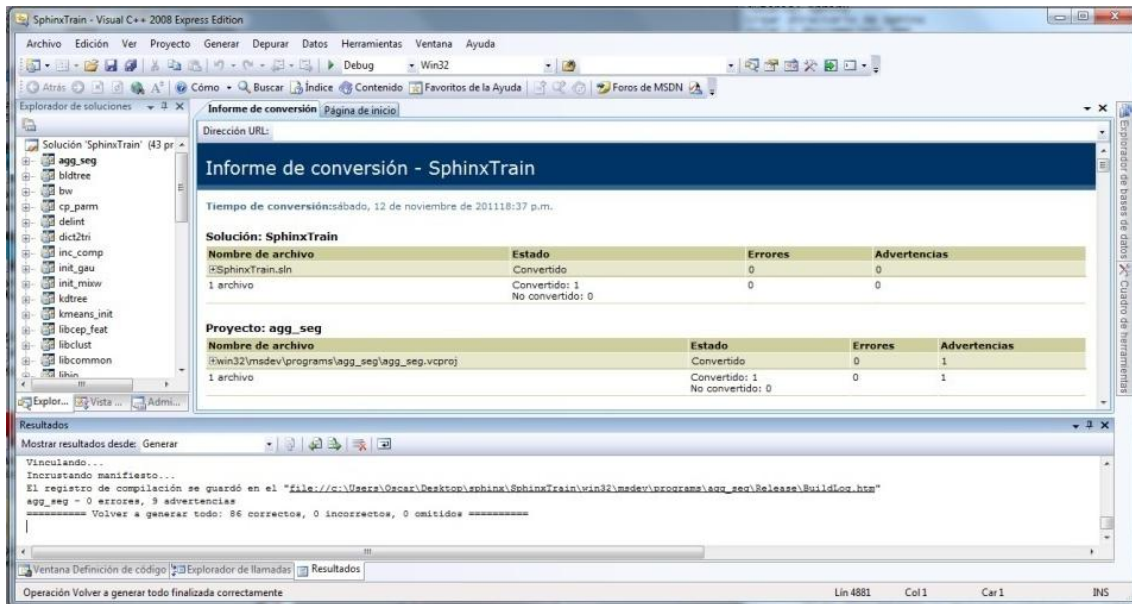 SphinxTrain - Visual C++ 2008 Express Edition
Archivo Edición Ver Proyecto Generar Depurar Datos Herramientas Ventana Ayuda
Debug Win32
Atrás Cómo Buscar Índice Contenido Favoritos de la Ayuda Foros de MSDN
Explorador de soluciones
Solución 'SphinxTrain' (43 pr
agg_seg
bldtree
bw
cp_parm
delint
dict2tri
inc_comp
init_gau
init_mixw
kdtree
kmeans_init
libcep_feat
libclust
libcommon
libio
Explor... Vista ... Admi...
Informe de conversión Página de inicio
Dirección URL:
Informe de conversión - SphinxTrain
Tiempo de conversión:sábado, 12 de noviembre de 201118:37 p.m.
Solución: SphinxTrain
Nombre de archivo Estado Errores Advertencias
SphinxTrain.sln Convertido 0 0
1 archivo Convertido: 1 0 0
No convertido: 0
Proyecto: agg_seg
Nombre de archivo Estado Errores Advertencias
win32\msdev\programs\agg_seg\agg_seg.vcproj Convertido 0 1
1 archivo Convertido: 1 0 1
No convertido: 0
Explorador de bases de datos
Cuadro de herramientas
Resultados
Mostrar resultados desde: Generar
Vinculando...
Incrustando manifiesto...
El registro de compilación se guardó en el "file://c:\Users\Oscar\Desktop\sphinx\SphinxTrain\win32\msdev\programs\agg_seg\Release\BuildLog.htm"
agg_seg - 0 errores, 9 advertencias
========== Volver a generar todo: 86 correctos, 0 incorrectos, 0 omitidos ==========
Ventana Definición de código Explorador de llamadas Resultados
Operación Volver a generar todo finalizada correctamente Lín 4881 Col 1 Car 1 INS